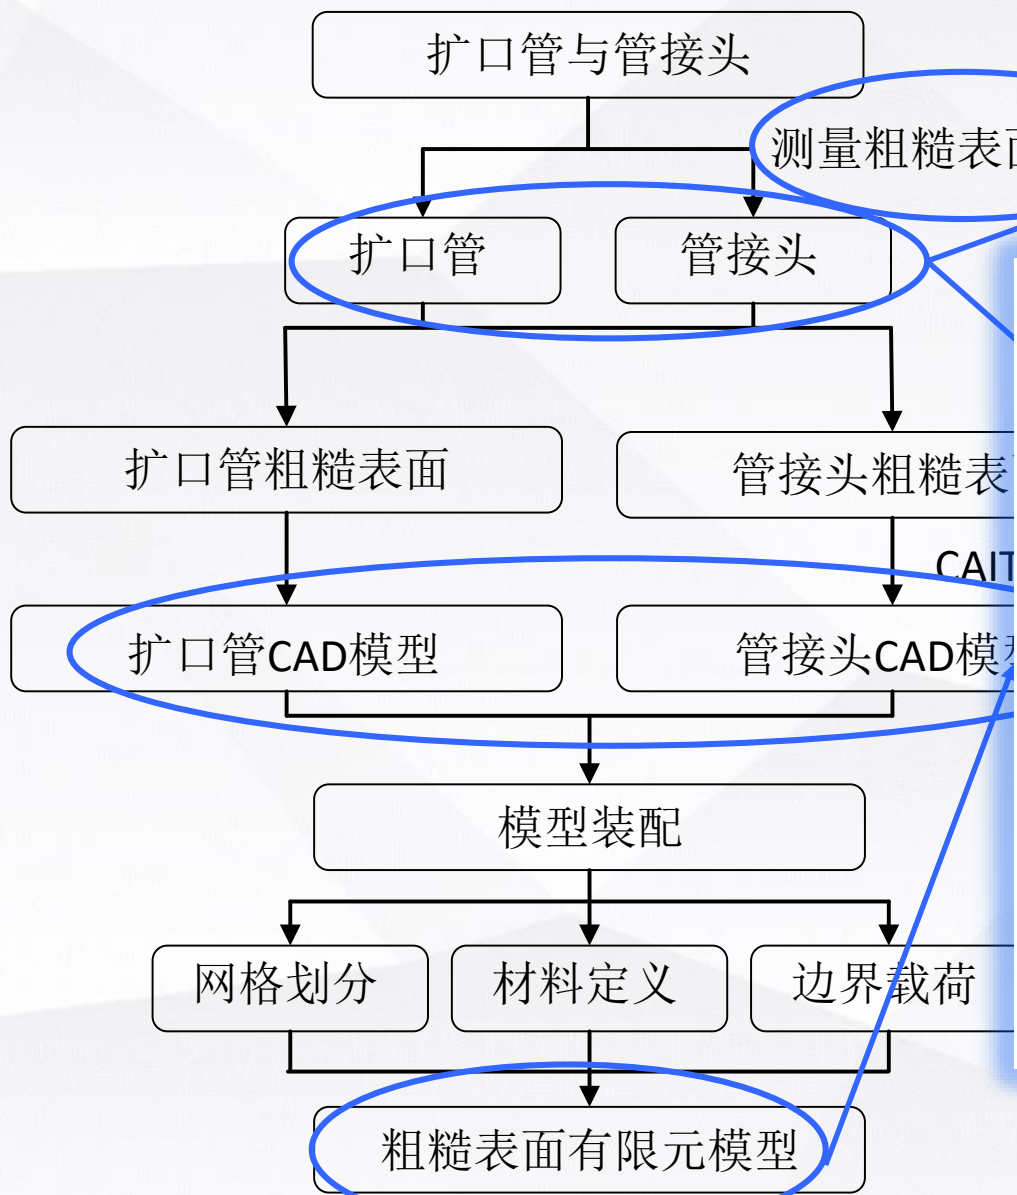 扩口管与管接头
测量粗糙表
扩口管
管接头
扩口管粗糙表面
管接头粗糙表
CAIT
扩口管CAD模型
管接头CAD模
模型装配
网格划分
材料定义
边界载荷
粗糙表面有限元模型